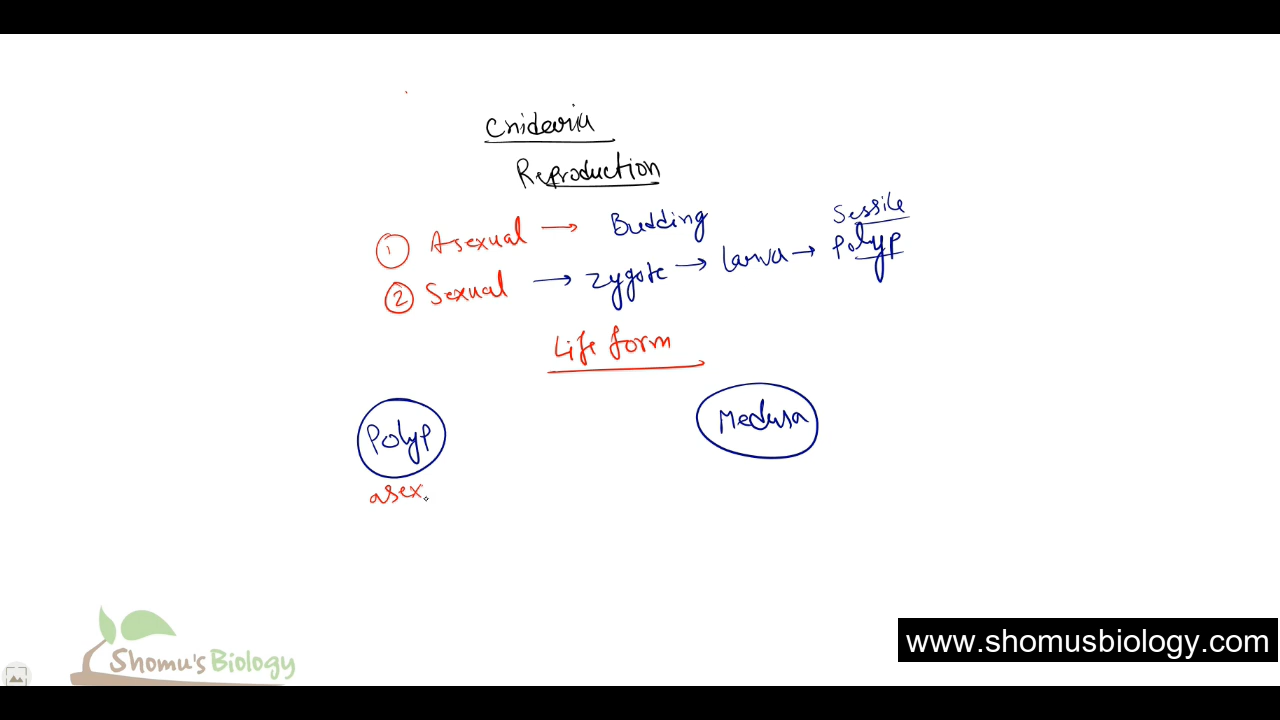 Cnidaria
Reproduction
① Asexual → Budding
Sessile
② Sexual → Zygote → Larva → Polyp
Life form
Polyp
Medusa
asex
Shomu's Biology
www.shomusbiology.com